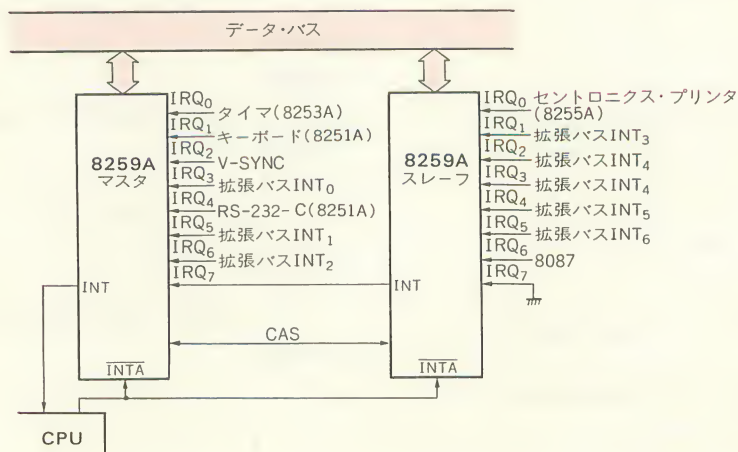 データ・バス
8259A
マスタ
IRQ0
タイマ(8253A)
IRQ1
キーボード(8251A)
IRQ2
V-SYNC
IRQ3
拡張バスINT0
IRQ4
RS-232-C(8251A)
IRQ5
拡張バスINT1
IRQ6
拡張バスINT2
IRQ7
INT
INTA
CAS
8259A
スレーブ
IRQ0
セントロニクス・プリンタ
(8255A)
IRQ1
拡張バスINT3
IRQ2
拡張バスINT4
IRQ3
拡張バスINT4
IRQ4
拡張バスINT5
IRQ5
拡張バスINT6
IRQ6
8087
IRQ7
INT
INTA
CPU